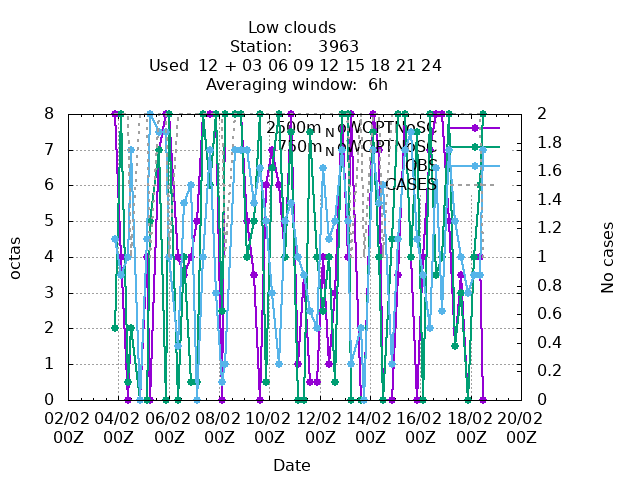 Low clouds
Station:     3963
Used  12 + 03 06 09 12 15 18 21 24
Averaging window:  6h
8 7 6 5 4 3 2 1 0
octas
2 1.8 1.6 1.4 1.2 1 0.8 0.6 0.4 0.2 0
No cases
2500m_NoWCPTNoSC
750m_NoWCPTNoSC
OBS
CASES
02/02 04/02 06/02 08/02 10/02 12/02 14/02 16/02 18/02 20/02
00Z 00Z 00Z 00Z 00Z 00Z 00Z 00Z 00Z 00Z
Date